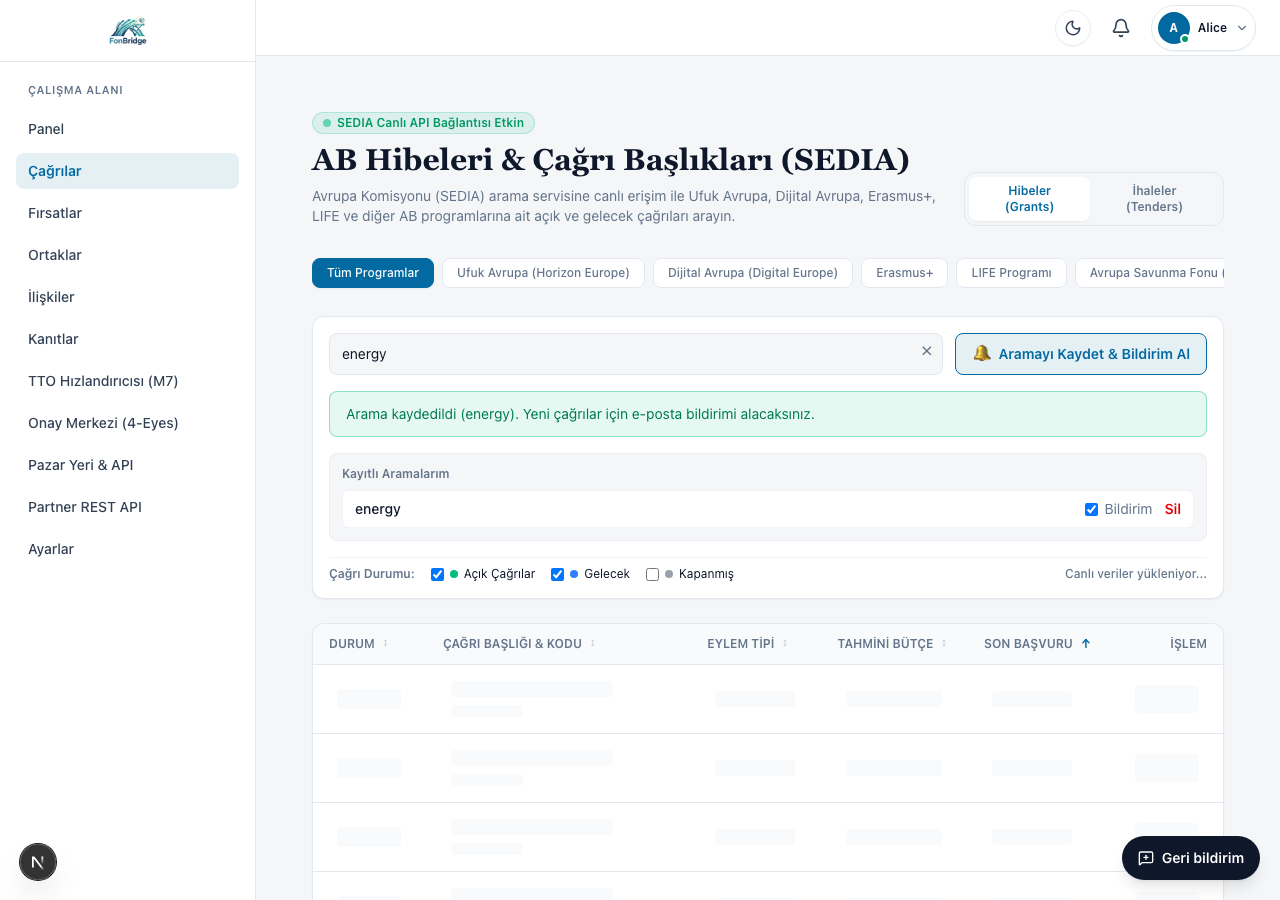 FonBridge
A
Alice
ÇALIŞMA ALANI
Panel
Çağrılar
Fırsatlar
Ortaklar
İlişkiler
Kanıtlar
TTO Hızlandırıcısı (M7)
Onay Merkezi (4-Eyes)
Pazar Yeri & API
Partner REST API
Ayarlar
SEDIA Canlı API Bağlantısı Etkin
AB Hibeleri & Çağrı Başlıkları (SEDIA)
Avrupa Komisyonu (SEDIA) arama servisine canlı erişim ile Ufuk Avrupa, Dijital Avrupa, Erasmus+,
LIFE ve diğer AB programlarına ait açık ve gelecek çağrıları arayın.
Hibeler
(Grants)
İhaleler
(Tenders)
Tüm Programlar
Ufuk Avrupa (Horizon Europe)
Dijital Avrupa (Digital Europe)
Erasmus+
LIFE Programı
Avrupa Savunma Fonu (
energy
Aramayı Kaydet & Bildirim Al
Arama kaydedildi (energy). Yeni çağrılar için e-posta bildirimi alacaksınız.
Kayıtlı Aramalarım
energy
Bildirim
Sil
Çağrı Durumu:
Açık Çağrılar
Gelecek
Kapanmış
Canlı veriler yükleniyor...
DURUM
ÇAĞRI BAŞLIĞI & KODU
EYLEM TİPİ
TAHMİNİ BÜTÇE
SON BAŞVURU
İŞLEM
N
Geri bildirim